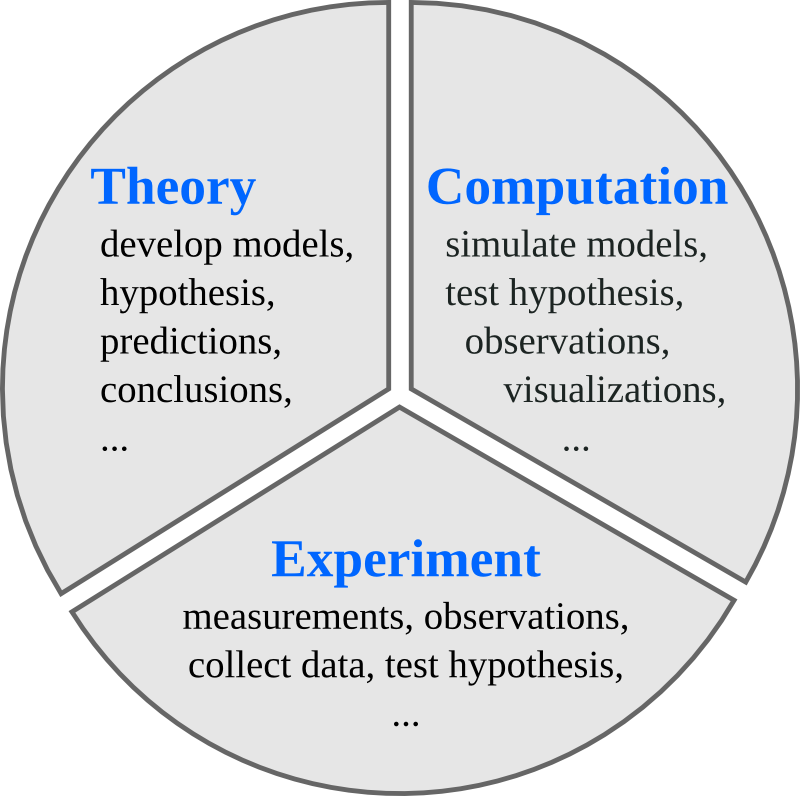 Theory
develop models,
hypothesis,
predictions,
conclusions,
...
Computation
simulate models,
test hypothesis,
observations,
visualizations,
...
Experiment
measurements, observations,
collect data, test hypothesis,
...